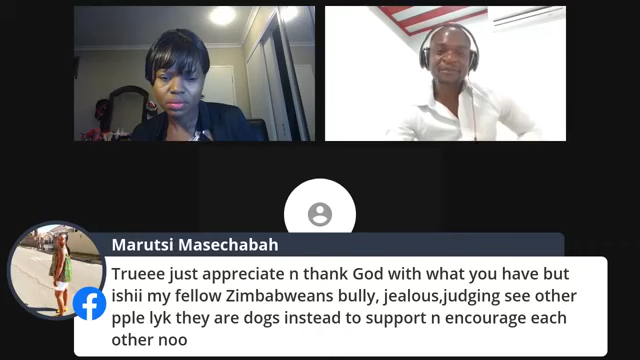 Marutsi Masechabah
Trueee just appreciate n thank God with what you have but
ishii my fellow Zimbabweans bully, jealous,judging see other
pple lyk they are dogs instead to support n encourage each
other noo